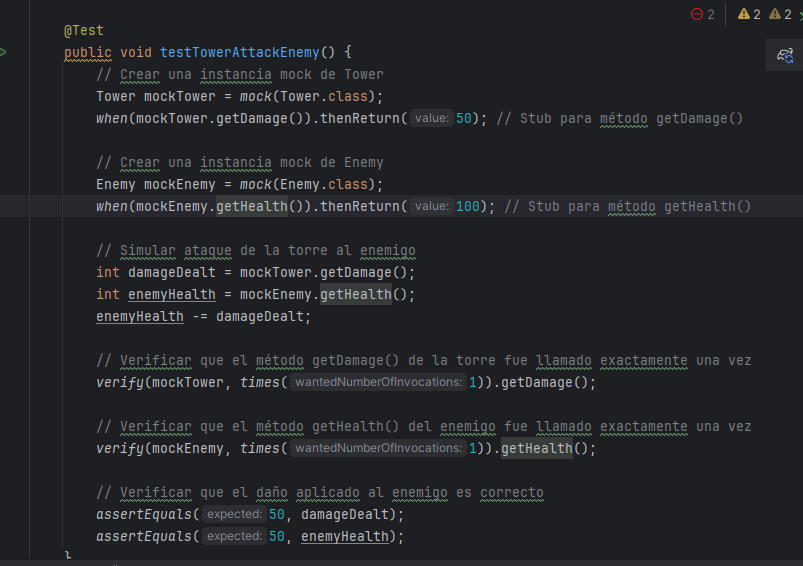 2 2 2
@Test
public void testTowerAttackEnemy() {
// Crear una instancia mock de Tower
Tower mockTower = mock(Tower.class);
when(mockTower.getDamage()).thenReturn( value: 50); // Stub para método getDamage()
// Crear una instancia mock de Enemy
Enemy mockEnemy = mock(Enemy.class);
when(mockEnemy.getHealth()).thenReturn( value: 100); // Stub para método getHealth()
// Simular ataque de la torre al enemigo
int damageDealt = mockTower.getDamage();
int enemyHealth = mockEnemy.getHealth();
enemyHealth -= damageDealt;
// Verificar que el método getDamage() de la torre fue llamado exactamente una vez
verify(mockTower, times( wantedNumberOfInvocations: 1)).getDamage();
// Verificar que el método getHealth() del enemigo fue llamado exactamente una vez
verify(mockEnemy, times( wantedNumberOfInvocations: 1)).getHealth();
// Verificar que el daño aplicado al enemigo es correcto
assertEquals( expected: 50, damageDealt);
assertEquals( expected: 50, enemyHealth);
}